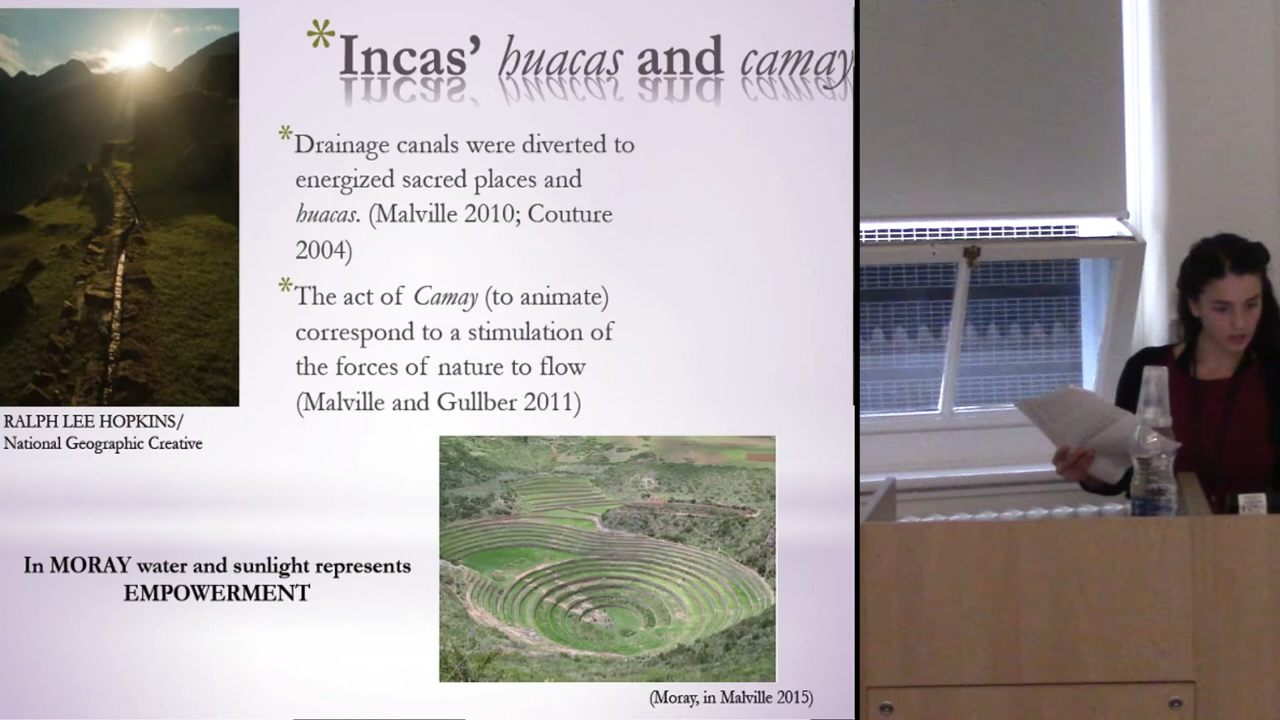 *Incas' huacas and camay
*Drainage canals were diverted to
energized sacred places and
huacas. (Malville 2010; Couture
2004)
*The act of Camay (to animate)
correspond to a stimulation of
the forces of nature to flow
(Malville and Gullber 2011)
RALPH LEE HOPKINS/
National Geographic Creative
In MORAY water and sunlight represents
EMPOWERMENT
(Moray, in Malville 2015)